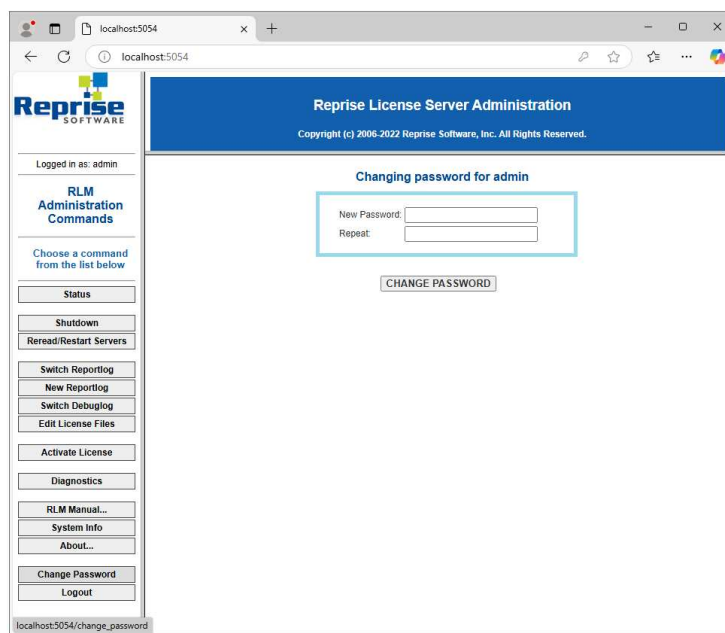 localhost:5054
localhost:5054
Reprise
SOFTWARE
Logged in as: admin
RLM
Administration
Commands
Choose a command
from the list below
Status
Shutdown
Reread/Restart Servers
Switch Reportlog
New Reportlog
Switch Debuglog
Edit License Files
Activate License
Diagnostics
RLM Manual...
System Info
About...
Change Password
Logout
Reprise License Server Administration
Copyright (c) 2006-2022 Reprise Software, Inc. All Rights Reserved.
Changing password for admin
New Password:
Repeat:
CHANGE PASSWORD
localhost:5054/change_password